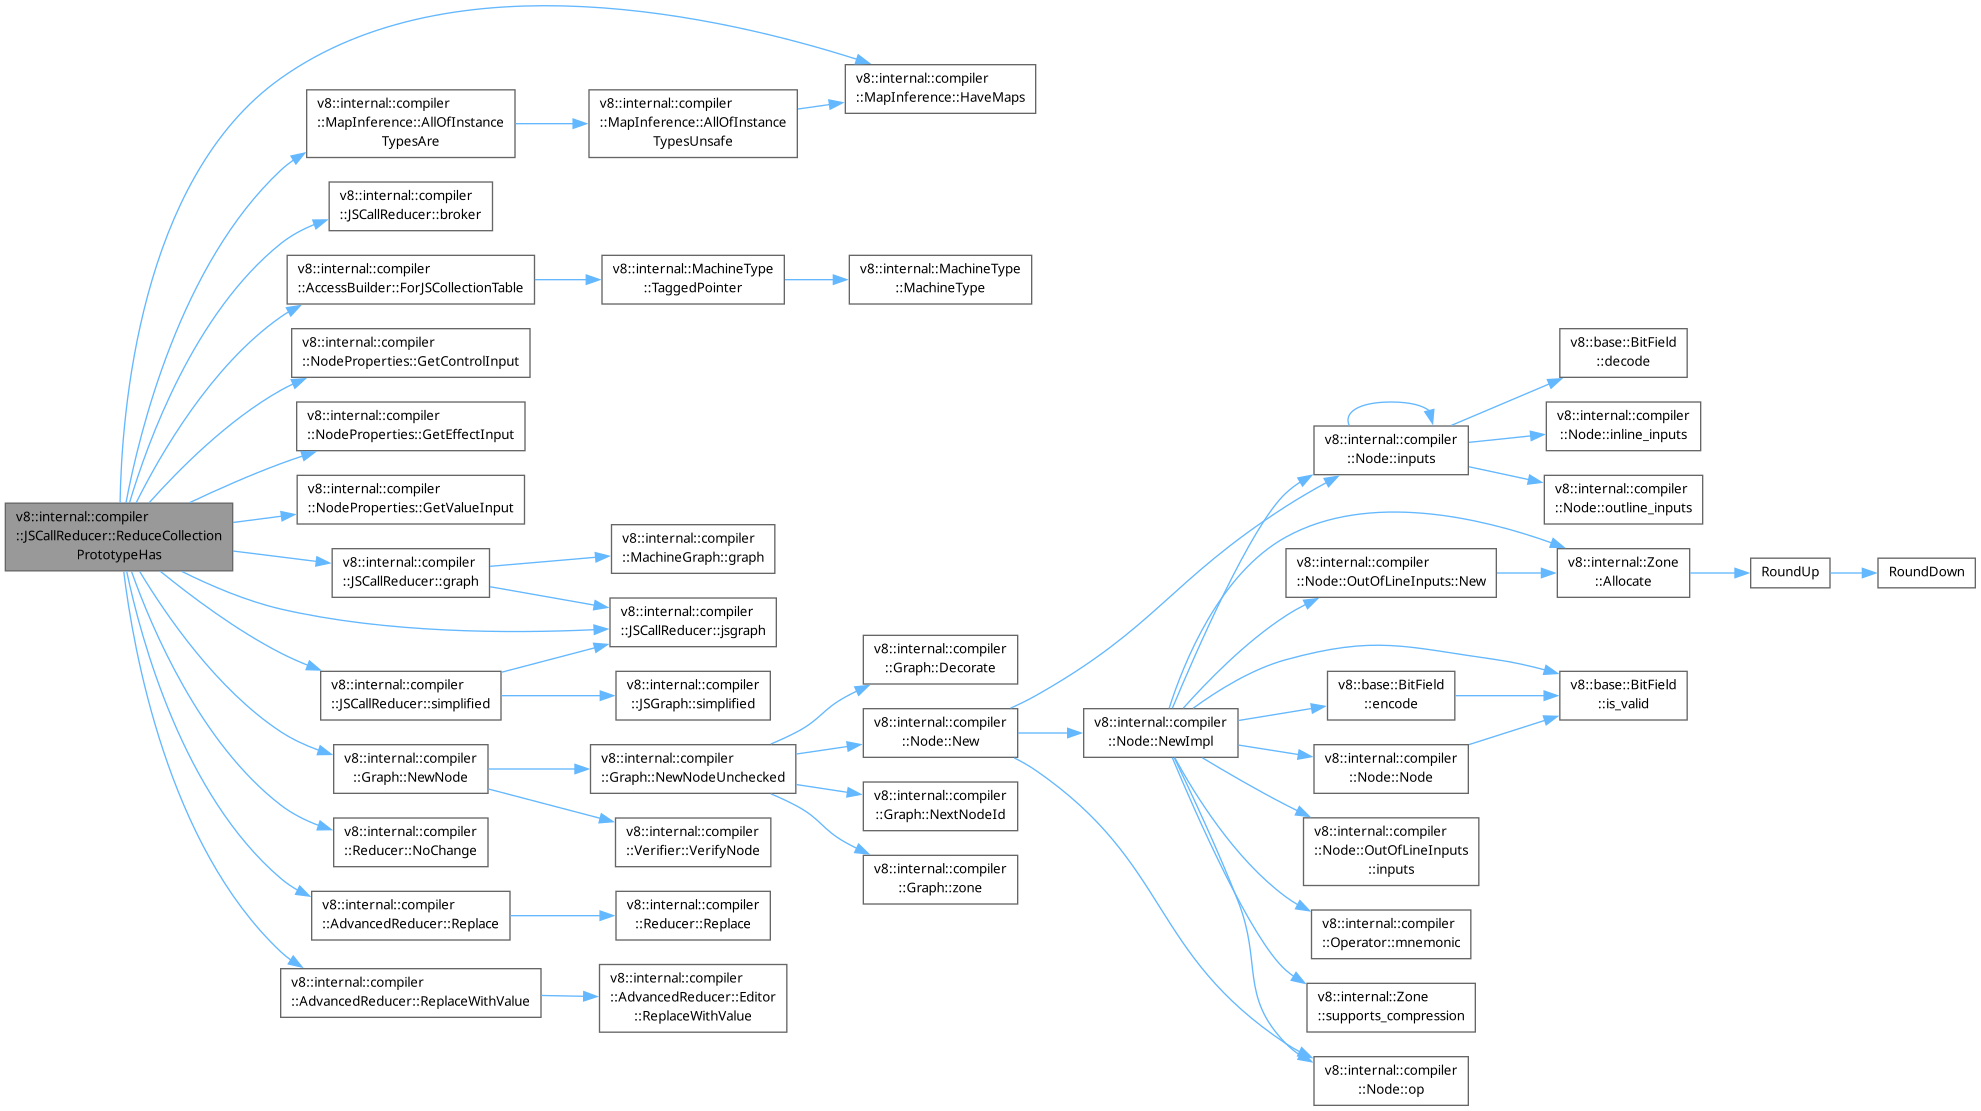 v8::internal::compiler
::JSCallReducer::ReduceCollection
PrototypeHas
v8::internal::compiler
::MapInference::AllOfInstance
TypesAre
v8::internal::compiler
::MapInference::AllOfInstance
TypesUnsafe
v8::internal::compiler
::MapInference::HaveMaps
v8::internal::compiler
::JSCallReducer::broker
v8::internal::compiler
::AccessBuilder::ForJSCollectionTable
v8::internal::MachineType
::TaggedPointer
v8::internal::MachineType
::MachineType
v8::internal::compiler
::NodeProperties::GetControlInput
v8::internal::compiler
::NodeProperties::GetEffectInput
v8::internal::compiler
::NodeProperties::GetValueInput
v8::internal::compiler
::JSCallReducer::graph
v8::internal::compiler
::MachineGraph::graph
v8::internal::compiler
::JSCallReducer::jsgraph
v8::internal::compiler
::JSCallReducer::simplified
v8::internal::compiler
::JSGraph::simplified
v8::internal::compiler
::Graph::NewNode
v8::internal::compiler
::Graph::NewNodeUnchecked
v8::internal::compiler
::Verifier::VerifyNode
v8::internal::compiler
::Graph::Decorate
v8::internal::compiler
::Node::New
v8::internal::compiler
::Graph::NextNodeId
v8::internal::compiler
::Graph::zone
v8::internal::compiler
::Node::NewImpl
v8::internal::compiler
::Node::inputs
v8::base::BitField
::decode
v8::internal::compiler
::Node::inline_inputs
v8::internal::compiler
::Node::outline_inputs
v8::internal::compiler
::Node::OutOfLineInputs::New
v8::internal::Zone
::Allocate
RoundUp
RoundDown
v8::base::BitField
::encode
v8::base::BitField
::is_valid
v8::internal::compiler
::Node::Node
v8::internal::compiler
::Node::OutOfLineInputs
::inputs
v8::internal::compiler
::Operator::mnemonic
v8::internal::Zone
::supports_compression
v8::internal::compiler
::Node::op
v8::internal::compiler
::Reducer::NoChange
v8::internal::compiler
::AdvancedReducer::Replace
v8::internal::compiler
::Reducer::Replace
v8::internal::compiler
::AdvancedReducer::ReplaceWithValue
v8::internal::compiler
::AdvancedReducer::Editor
::ReplaceWithValue